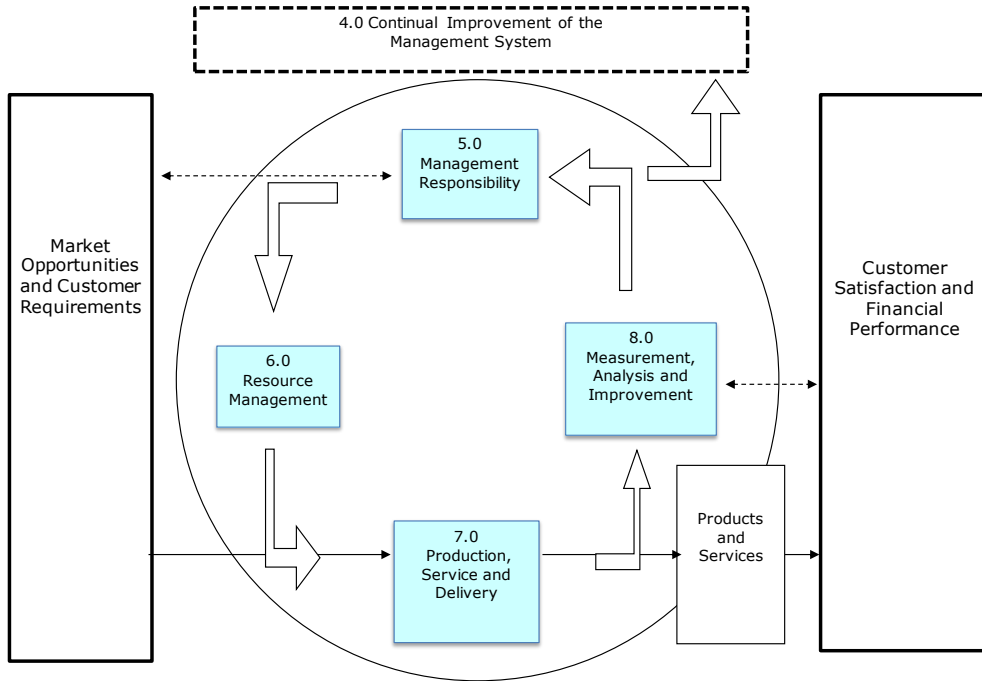 4.0 Continual Improvement of the
Management System
5.0
Management
Responsibility
Market
Opportunities
and Customer
Requirements
Customer
Satisfaction and
Financial
Performance
6.0
Resource
Management
8.0
Measurement,
Analysis and
Improvement
7.0
Production,
Service and
Delivery
Products
and
Services